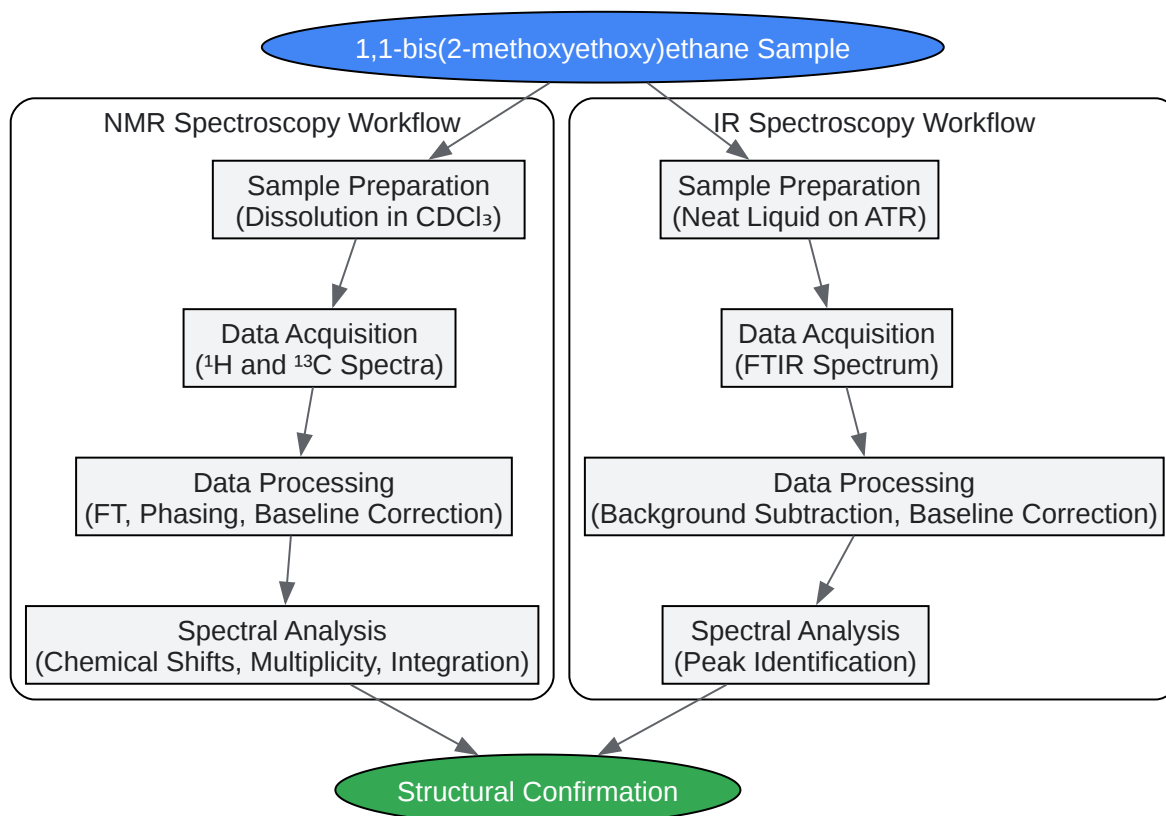 1,1-bis(2-methoxyethoxy)ethane Sample
NMR Spectroscopy Workflow
Sample Preparation
(Dissolution in CDCl₃)
Data Acquisition
(¹H and ¹³C Spectra)
Data Processing
(FT, Phasing, Baseline Correction)
Spectral Analysis
(Chemical Shifts, Multiplicity, Integration)
IR Spectroscopy Workflow
Sample Preparation
(Neat Liquid on ATR)
Data Acquisition
(FTIR Spectrum)
Data Processing
(Background Subtraction, Baseline Correction)
Spectral Analysis
(Peak Identification)
Structural Confirmation